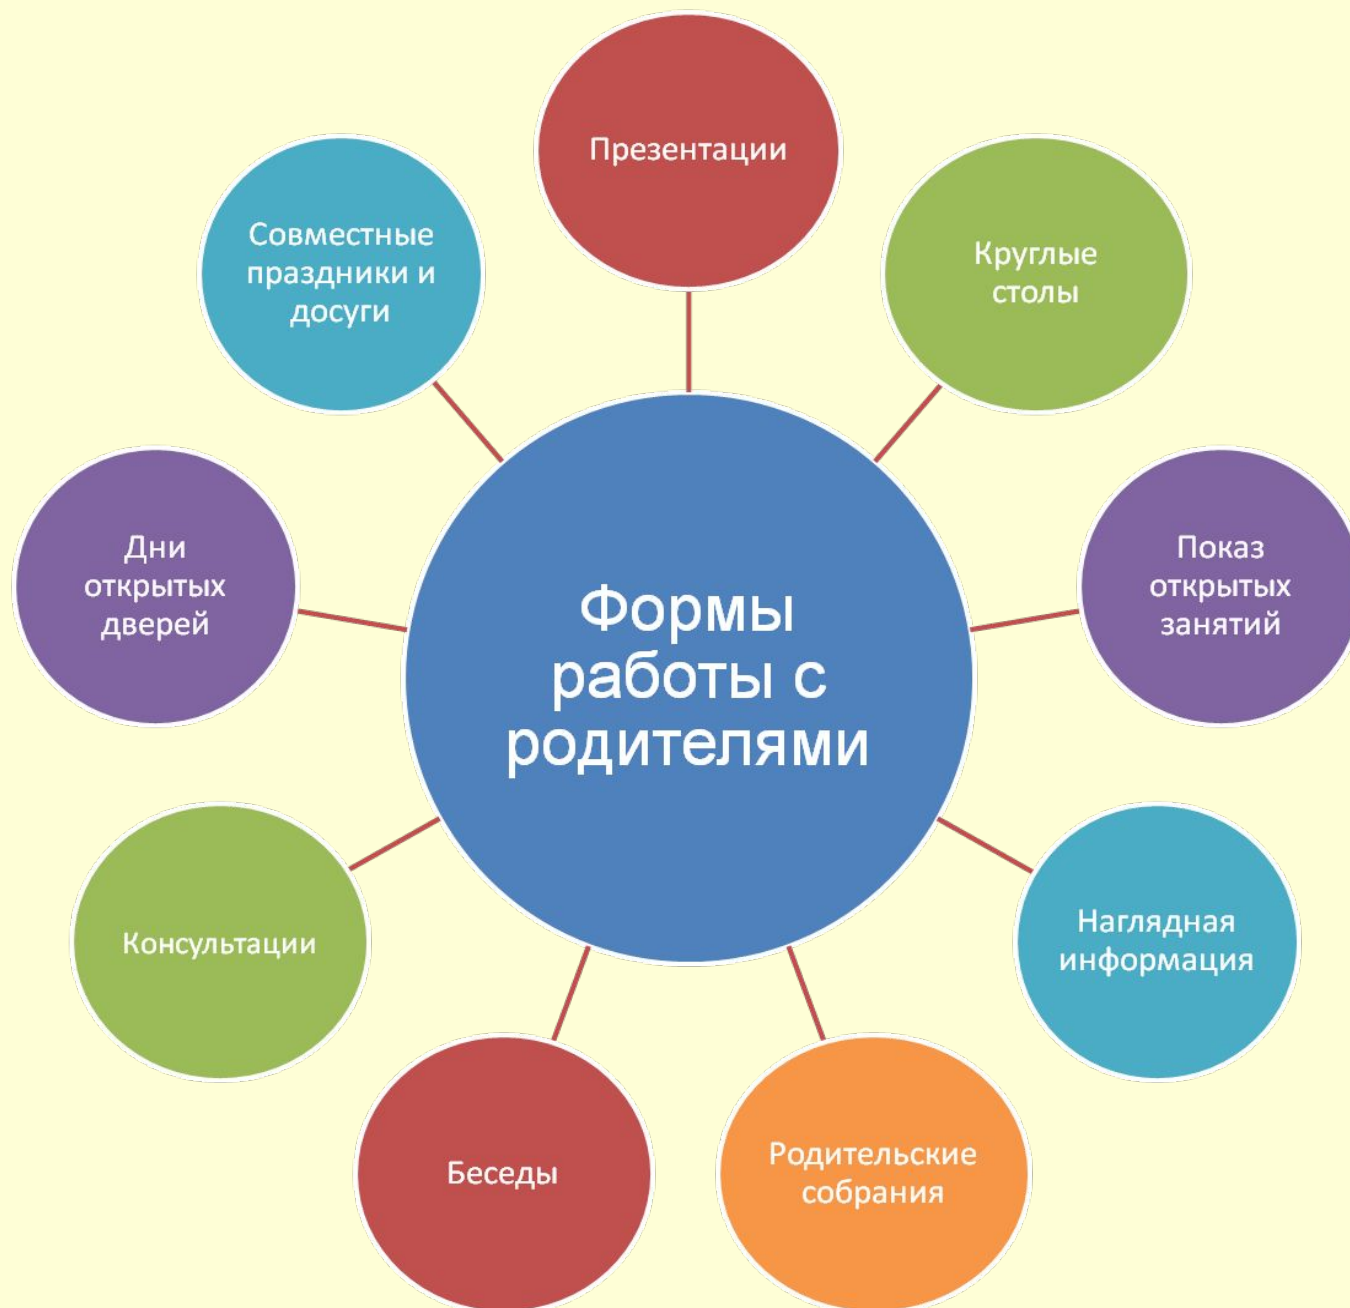 Презентации
Круглые
столы
Показ
открытых
занятий
Наглядная
информация
Родительские
собрания
Беседы
Консультации
Дни
открытых
дверей
Совместные
праздники и
досуги
Формы
работы с
родителями